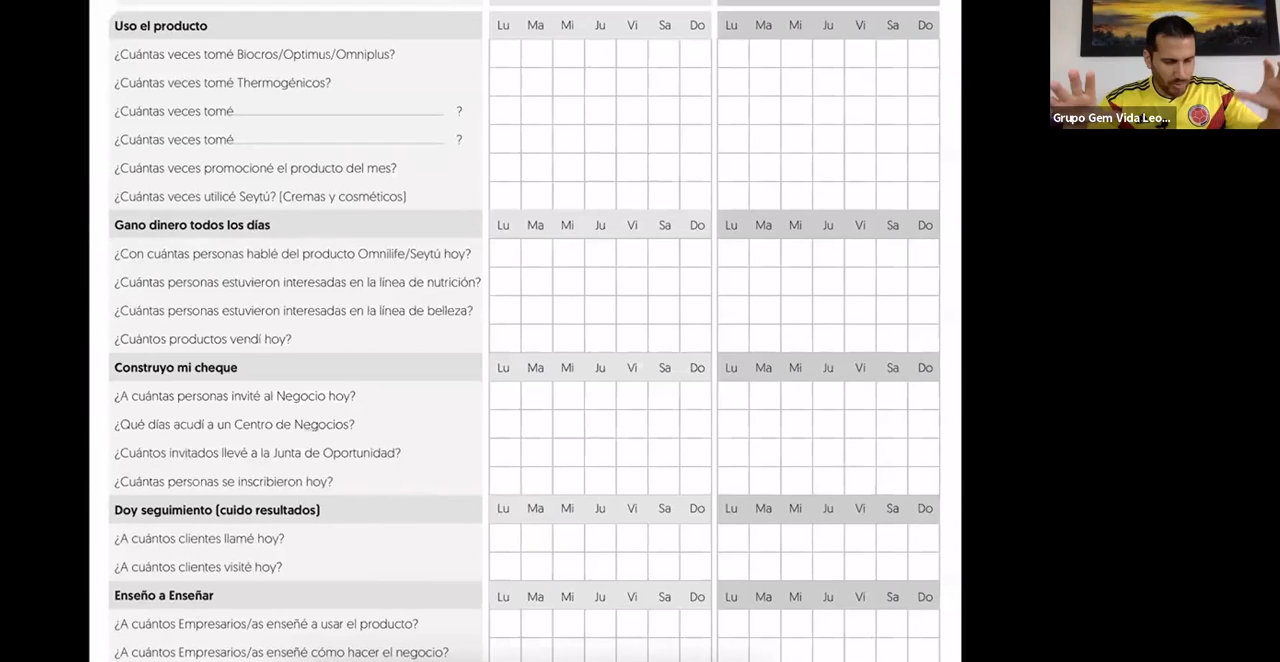 Uso el producto Lu Ma Mi Ju Vi Sa Do Lu Ma Mi Ju Vi Sa Do
¿Cuántas veces tomé Biocros/Optimus/Omniplus?
¿Cuántas veces tomé Thermogénicos?
¿Cuántas veces tomé ?
¿Cuántas veces tomé ?
¿Cuántas veces promocioné el producto del mes?
¿Cuántas veces utilicé Seytú? [Cremas y cosméticos]
Gano dinero todos los días Lu Ma Mi Ju Vi Sa Do Lu Ma Mi Ju Vi Sa Do
¿Con cuántas personas hablé del producto Omnilife/Seytú hoy?
¿Cuántas personas estuvieron interesadas en la línea de nutrición?
¿Cuántas personas estuvieron interesadas en la línea de belleza?
¿Cuántos productos vendí hoy?
Construyo mi cheque Lu Ma Mi Ju Vi Sa Do Lu Ma Mi Ju Vi Sa Do
¿A cuántas personas invité al Negocio hoy?
¿Qué días acudí a un Centro de Negocios?
¿Cuántos invitados llevé a la Junta de Oportunidad?
¿Cuántas personas se inscribieron hoy?
Doy seguimiento (cuido resultados) Lu Ma Mi Ju Vi Sa Do Lu Ma Mi Ju Vi Sa Do
¿A cuántos clientes llamé hoy?
¿A cuántos clientes visité hoy?
Enseño a Enseñar Lu Ma Mi Ju Vi Sa Do Lu Ma Mi Ju Vi Sa Do
¿A cuántos Empresarios/as enseñé a usar el producto?
¿A cuántos Empresarios/as enseñé cómo hacer el negocio?
Grupo Gem Vida Leo...